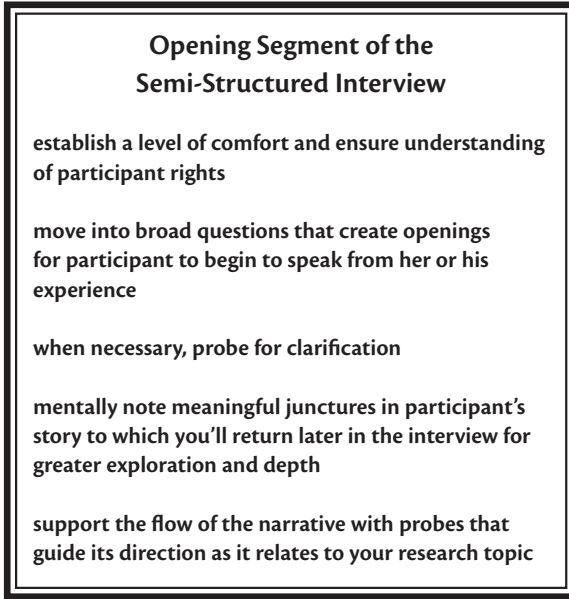 Opening Segment of the
Semi-Structured Interview
establish a level of comfort and ensure understanding
of participant rights
move into broad questions that create openings
for participant to begin to speak from her or his
experience
when necessary, probe for clarification
mentally note meaningful junctures in participant’s
story to which you’ll return later in the interview for
greater exploration and depth
support the flow of the narrative with probes that
guide its direction as it relates to your research topic